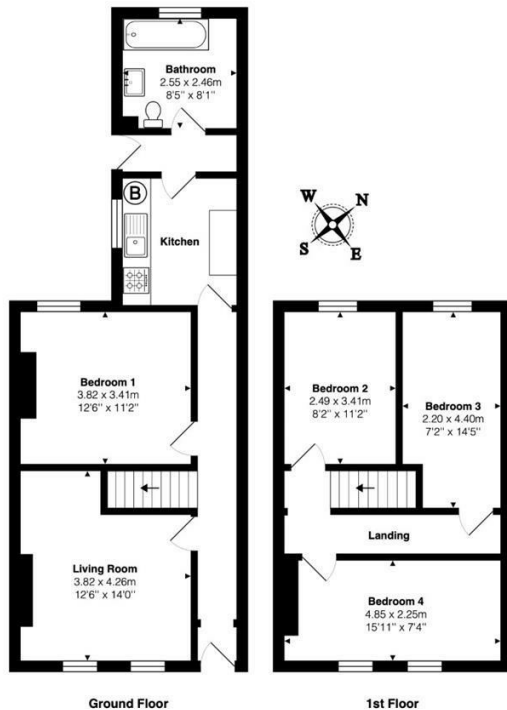 Bathroom
2.55 x 2.46m
8'5" x 8'1"
B
Kitchen
W
N
S
E
Bedroom 1
3.82 x 3.41m
12'6" x 11'2"
Living Room
3.82 x 4.26m
12'6" x 14'0"
Ground Floor
Bedroom 2
2.49 x 3.41m
8'2" x 11'2"
Bedroom 3
2.20 x 4.40m
7'2" x 14'5"
Landing
Bedroom 4
4.85 x 2.25m
15'11" x 7'4"
1st Floor